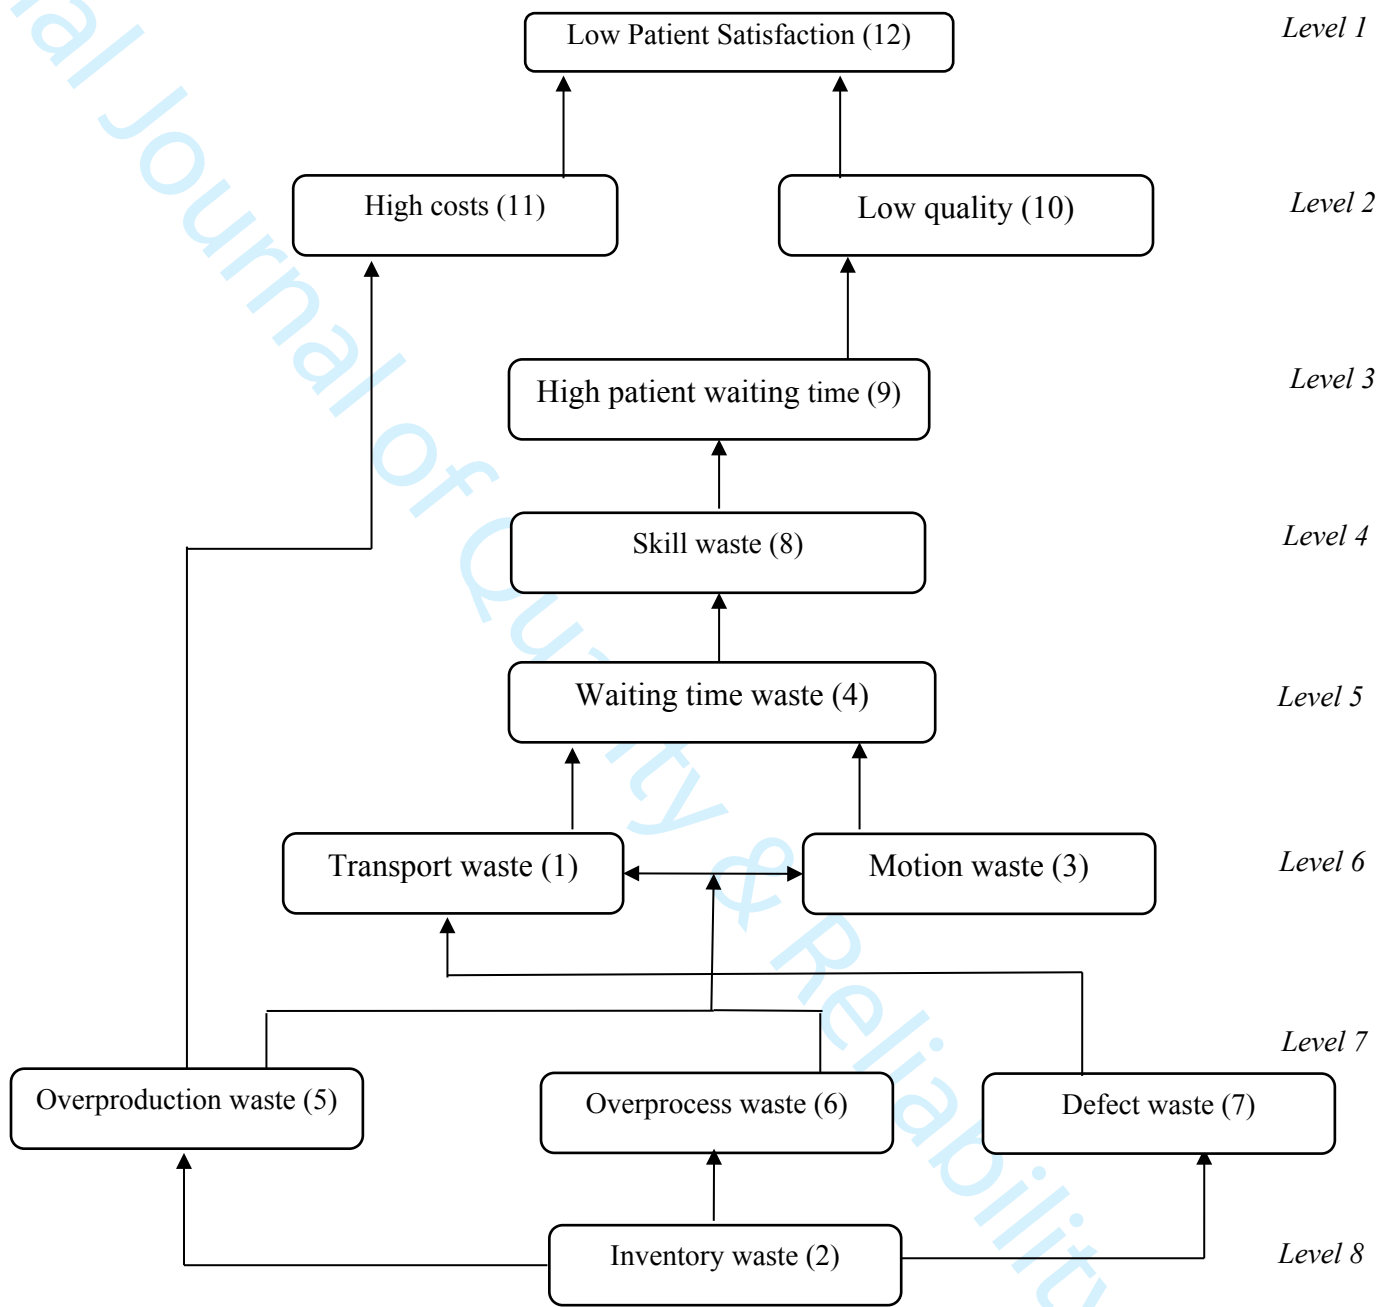 Low Patient Satisfaction (12)
Level 1
High costs (11)
Low quality (10)
Level 2
High patient waiting time (9)
Level 3
Skill waste (8)
Level 4
Waiting time waste (4)
Level 5
Transport waste (1)
Motion waste (3)
Level 6
Level 7
Overproduction waste (5)
Overprocess waste (6)
Defect waste (7)
Inventory waste (2)
Level 8
nal Journal of Quality & Reliability